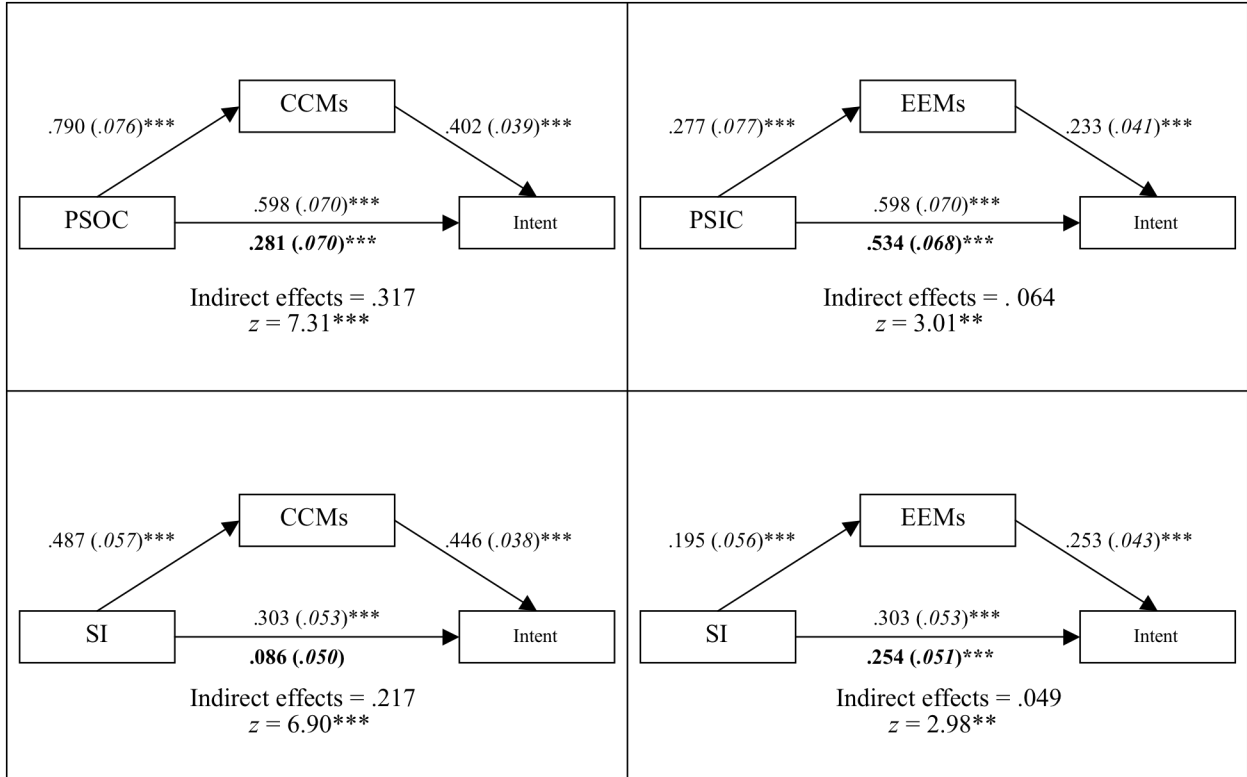 CCMs
.790 (.076)***
.402 (.039)***
PSOC
.598 (.070)***
.281 (.070)***
Intent
Indirect effects = .317
z = 7.31***
EEMs
.277 (.077)***
.233 (.041)***
PSIC
.598 (.070)***
.534 (.068)***
Intent
Indirect effects = . 064
z = 3.01**
CCMs
.487 (.057)***
.446 (.038)***
SI
.303 (.053)***
.086 (.050)
Intent
Indirect effects = .217
z = 6.90***
EEMs
.195 (.056)***
.253 (.043)***
SI
.303 (.053)***
.254 (.051)***
Intent
Indirect effects = .049
z = 2.98**